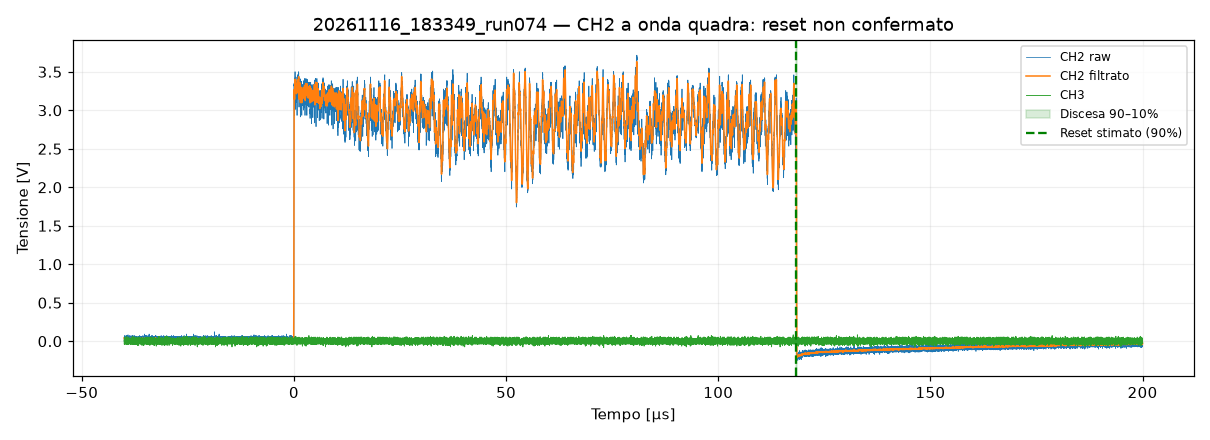 20261116_183349_run074 — CH2 a onda quadra: reset non confermato
Tensione [V]
3.5
3.0
2.5
2.0
1.5
1.0
0.5
0.0
CH2 raw
CH2 filtrato
CH3
Discesa 90–10%
Reset stimato (90%)
−50
0
50
100
150
200
Tempo [µs]